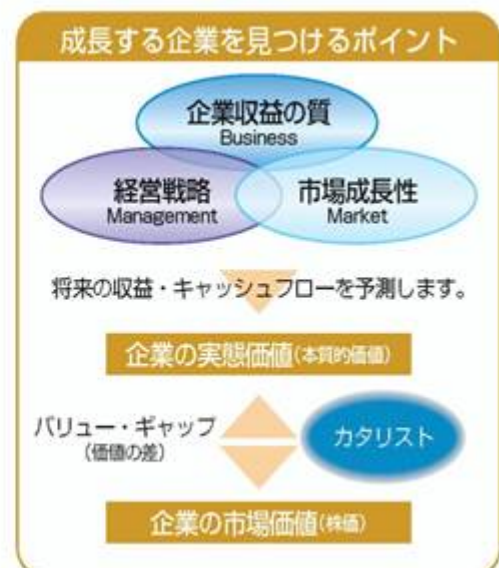 成長する企業を見つけるポイント
企業収益の質
Business
経営戦略
Management
市場成長性
Market
将来の収益・キャッシュフローを予測します。
企業の実態価値(本質的価値)
バリュー・ギャップ
(価値の差)
カタリスト
企業の市場価値(株価)